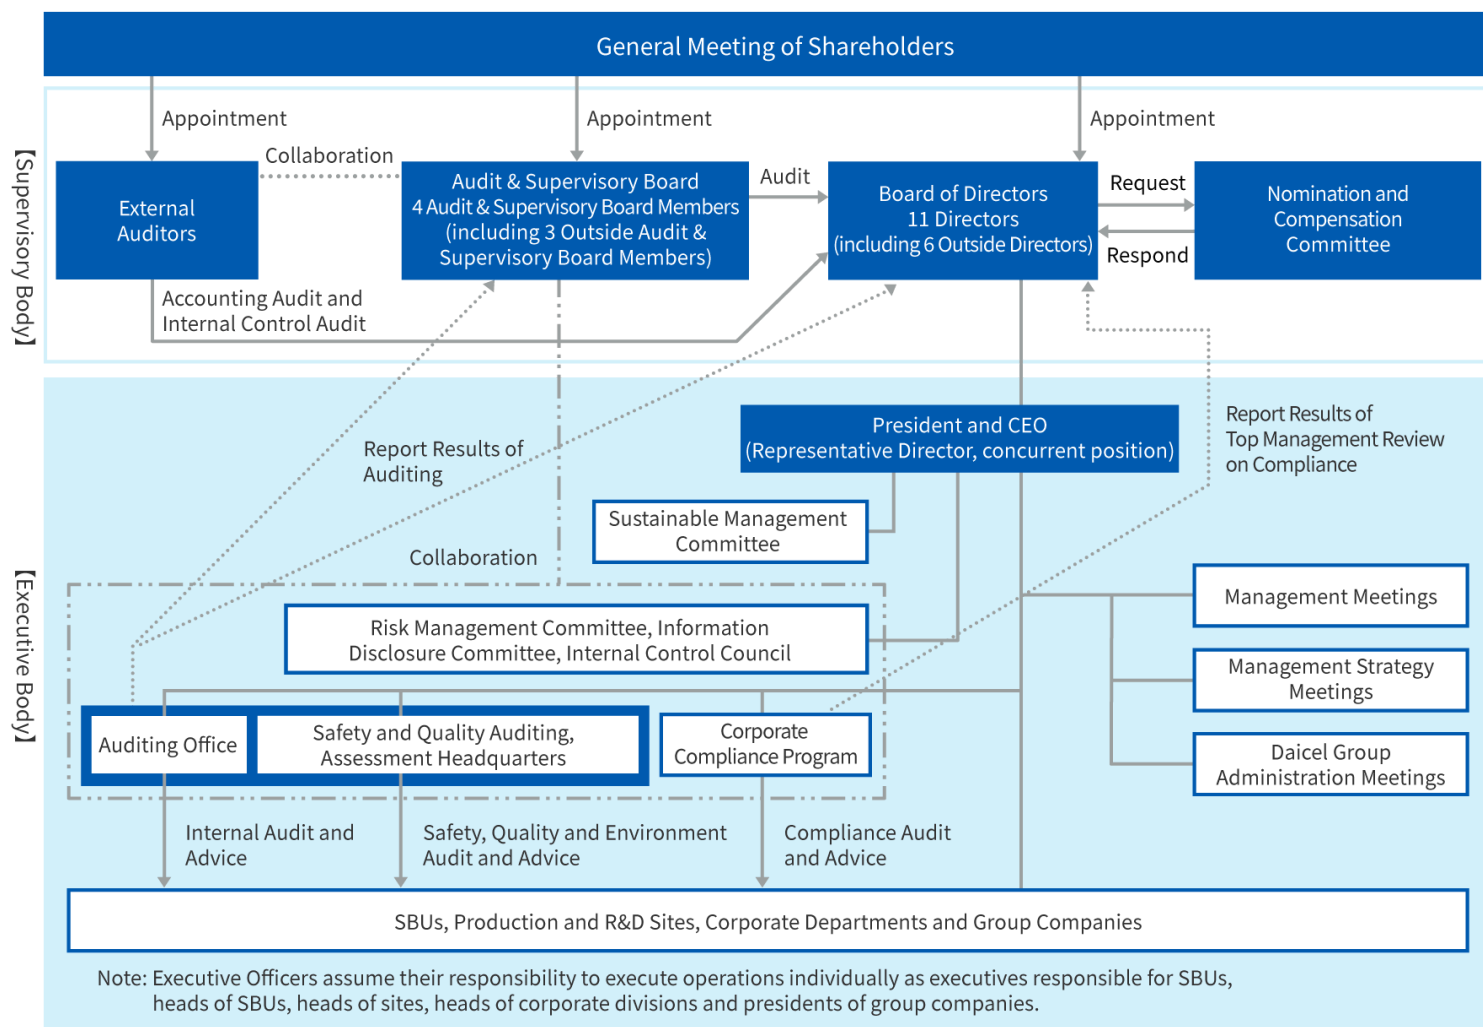 General Meeting of Shareholders
Appointment
Appointment
Appointment
【Supervisory Body】
External
Auditors
Collaboration
Audit & Supervisory Board
4 Audit & Supervisory Board Members
(including 3 Outside Audit &
Supervisory Board Members)
Audit
Board of Directors
11 Directors
(including 6 Outside Directors)
Request
Respond
Nomination and
Compensation
Committee
Accounting Audit and
Internal Control Audit
【Executive Body】
President and CEO
(Representative Director, concurrent position)
Report Results of
Top Management Review
on Compliance
Report Results of
Auditing
Sustainable Management
Committee
Collaboration
Risk Management Committee, Information
Disclosure Committee, Internal Control Council
Management Meetings
Management Strategy
Meetings
Daicel Group
Administration Meetings
Auditing Office
Safety and Quality Auditing,
Assessment Headquarters
Corporate
Compliance Program
Internal Audit and
Advice
Safety, Quality and Environment
Audit and Advice
Compliance Audit
and Advice
SBUs, Production and R&D Sites, Corporate Departments and Group Companies
Note: Executive Officers assume their responsibility to execute operations individually as executives responsible for SBUs,
heads of SBUs, heads of sites, heads of corporate divisions and presidents of group companies.